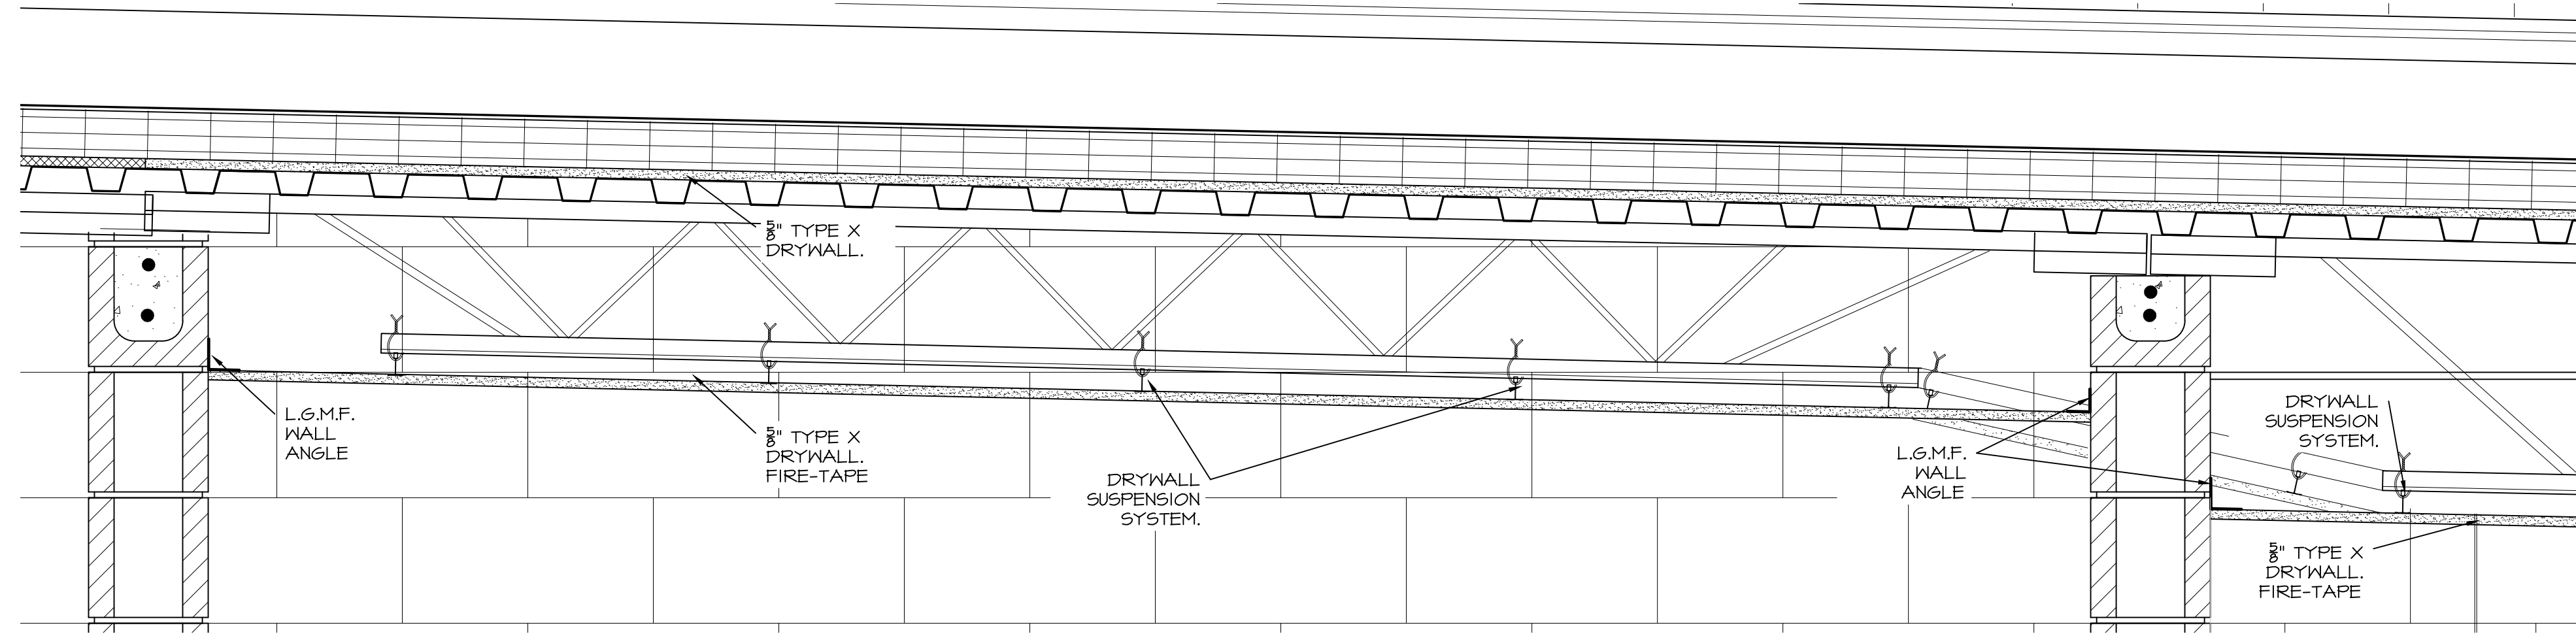 5/8" TYPE X
DRYWALL.
L.G.M.F.
WALL
ANGLE
5/8" TYPE X
DRYWALL.
FIRE-TAPE
DRYWALL
SUSPENSION
SYSTEM.
L.G.M.F.
WALL
ANGLE
DRYWALL
SUSPENSION
SYSTEM.
5/8" TYPE X
DRYWALL.
FIRE-TAPE